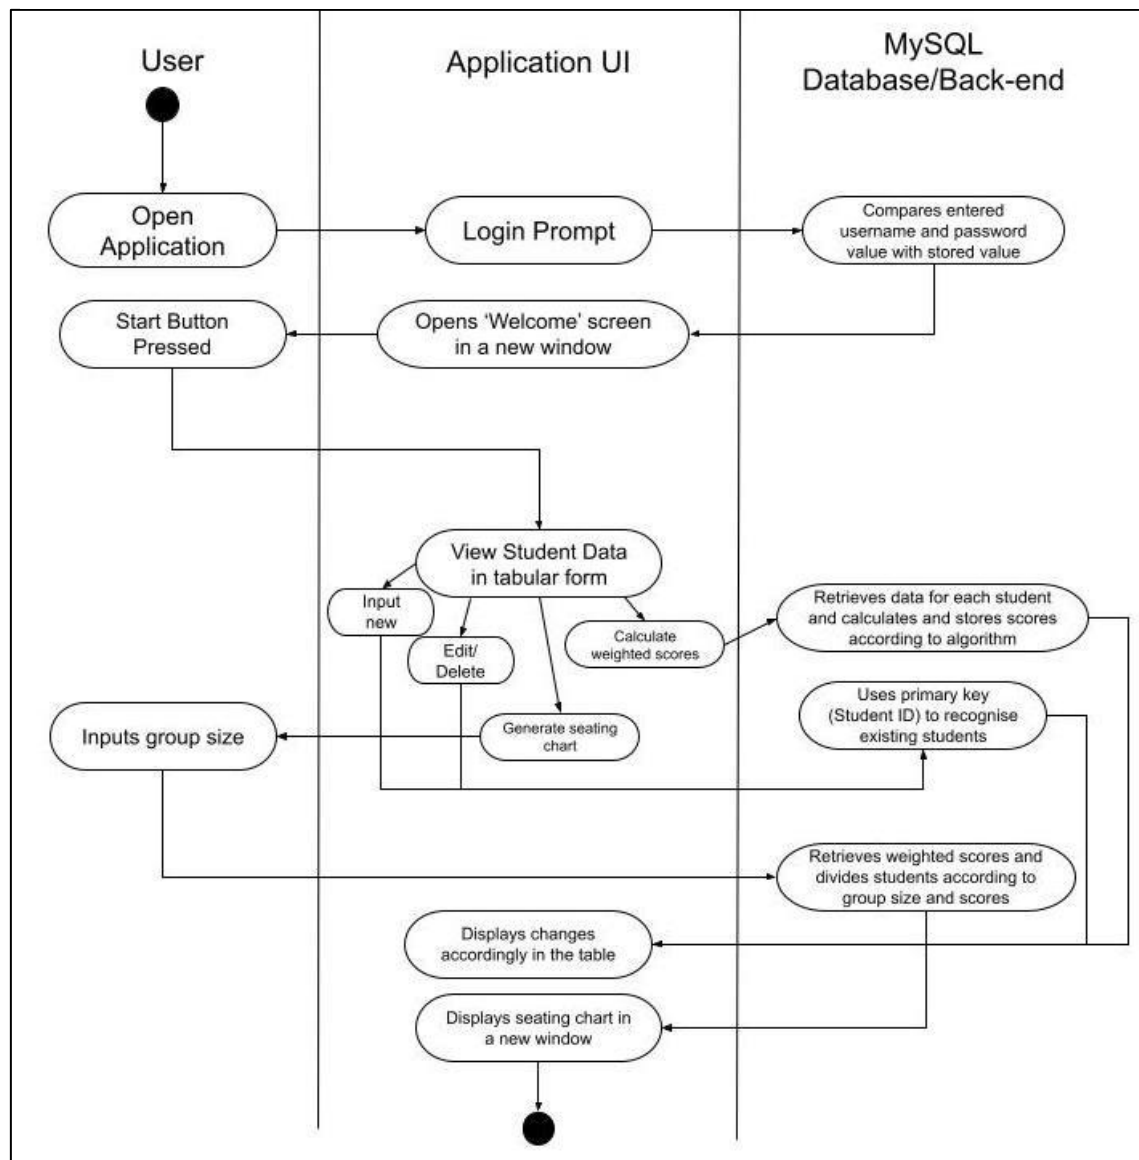 User
Application UI
MySQL
Database/Back-end
Open
Application
Login Prompt
Compares entered
username and password
value with stored value
Start Button
Pressed
Opens ‘Welcome’ screen
in a new window
View Student Data
in tabular form
Input
new
Edit/
Delete
Calculate
weighted scores
Retrieves data for each student
and calculates and stores scores
according to algorithm
Generate seating
chart
Uses primary key
(Student ID) to recognise
existing students
Inputs group size
Retrieves weighted scores and
divides students according to
group size and scores
Displays changes
accordingly in the table
Displays seating chart in
a new window